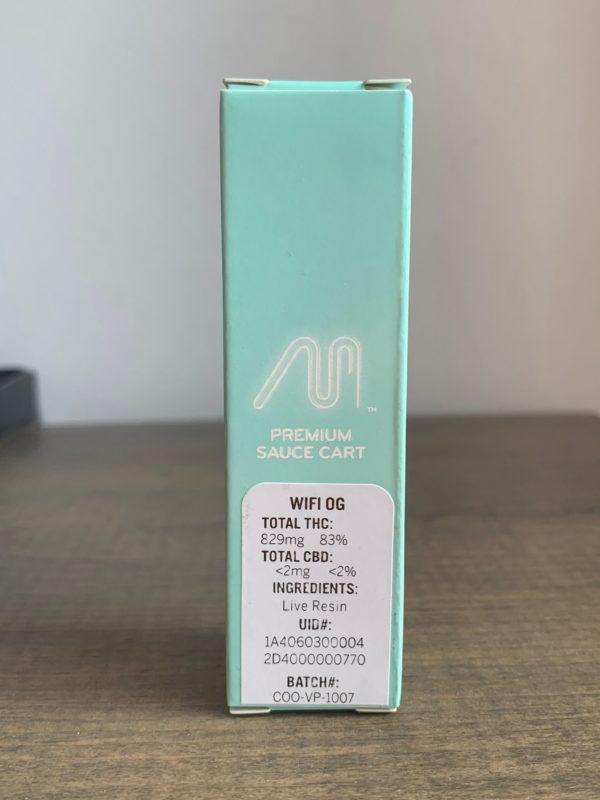 ™
PREMIUM
SAUCE CART
WIFI OG
TOTAL THC:
829mg 83%
TOTAL CBD:
<2mg <2%
INGREDIENTS:
Live Resin
UID#:
1A4060300004
2D4000000770
BATCH#:
COO-VP-1007